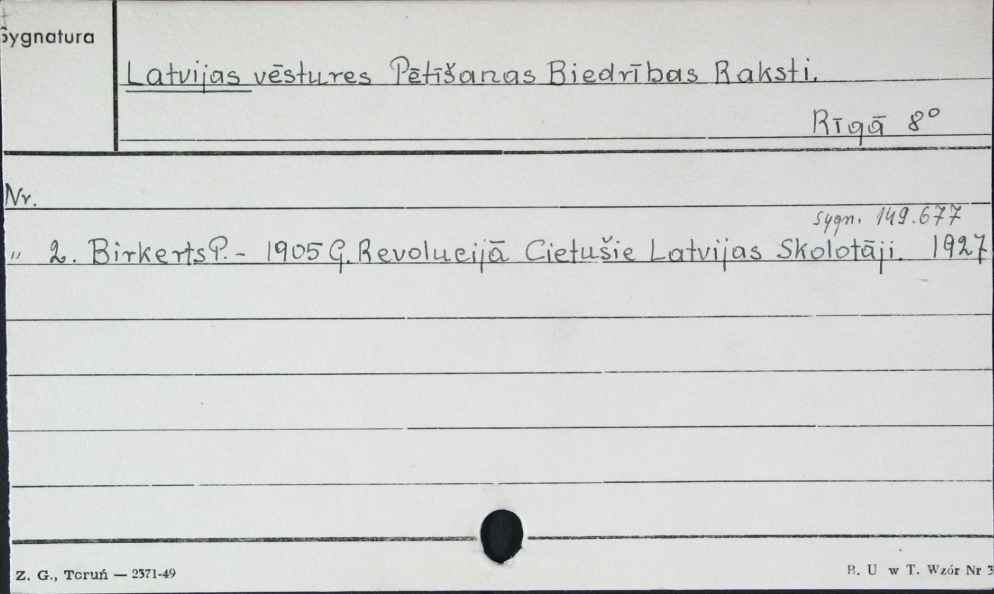 Sygnatura
Latvijas vēstures Pētīšanas Biedrības Raksti.
Rīgā 8°
Nr.
sygn. 149.677
" 2. Birkerts P. - 1905 G. Revolucijā Cietušie Latvijas Skolotāji. 1927
Z. G., Toruń — 2371-49
B. U w T. Wzór Nr 3